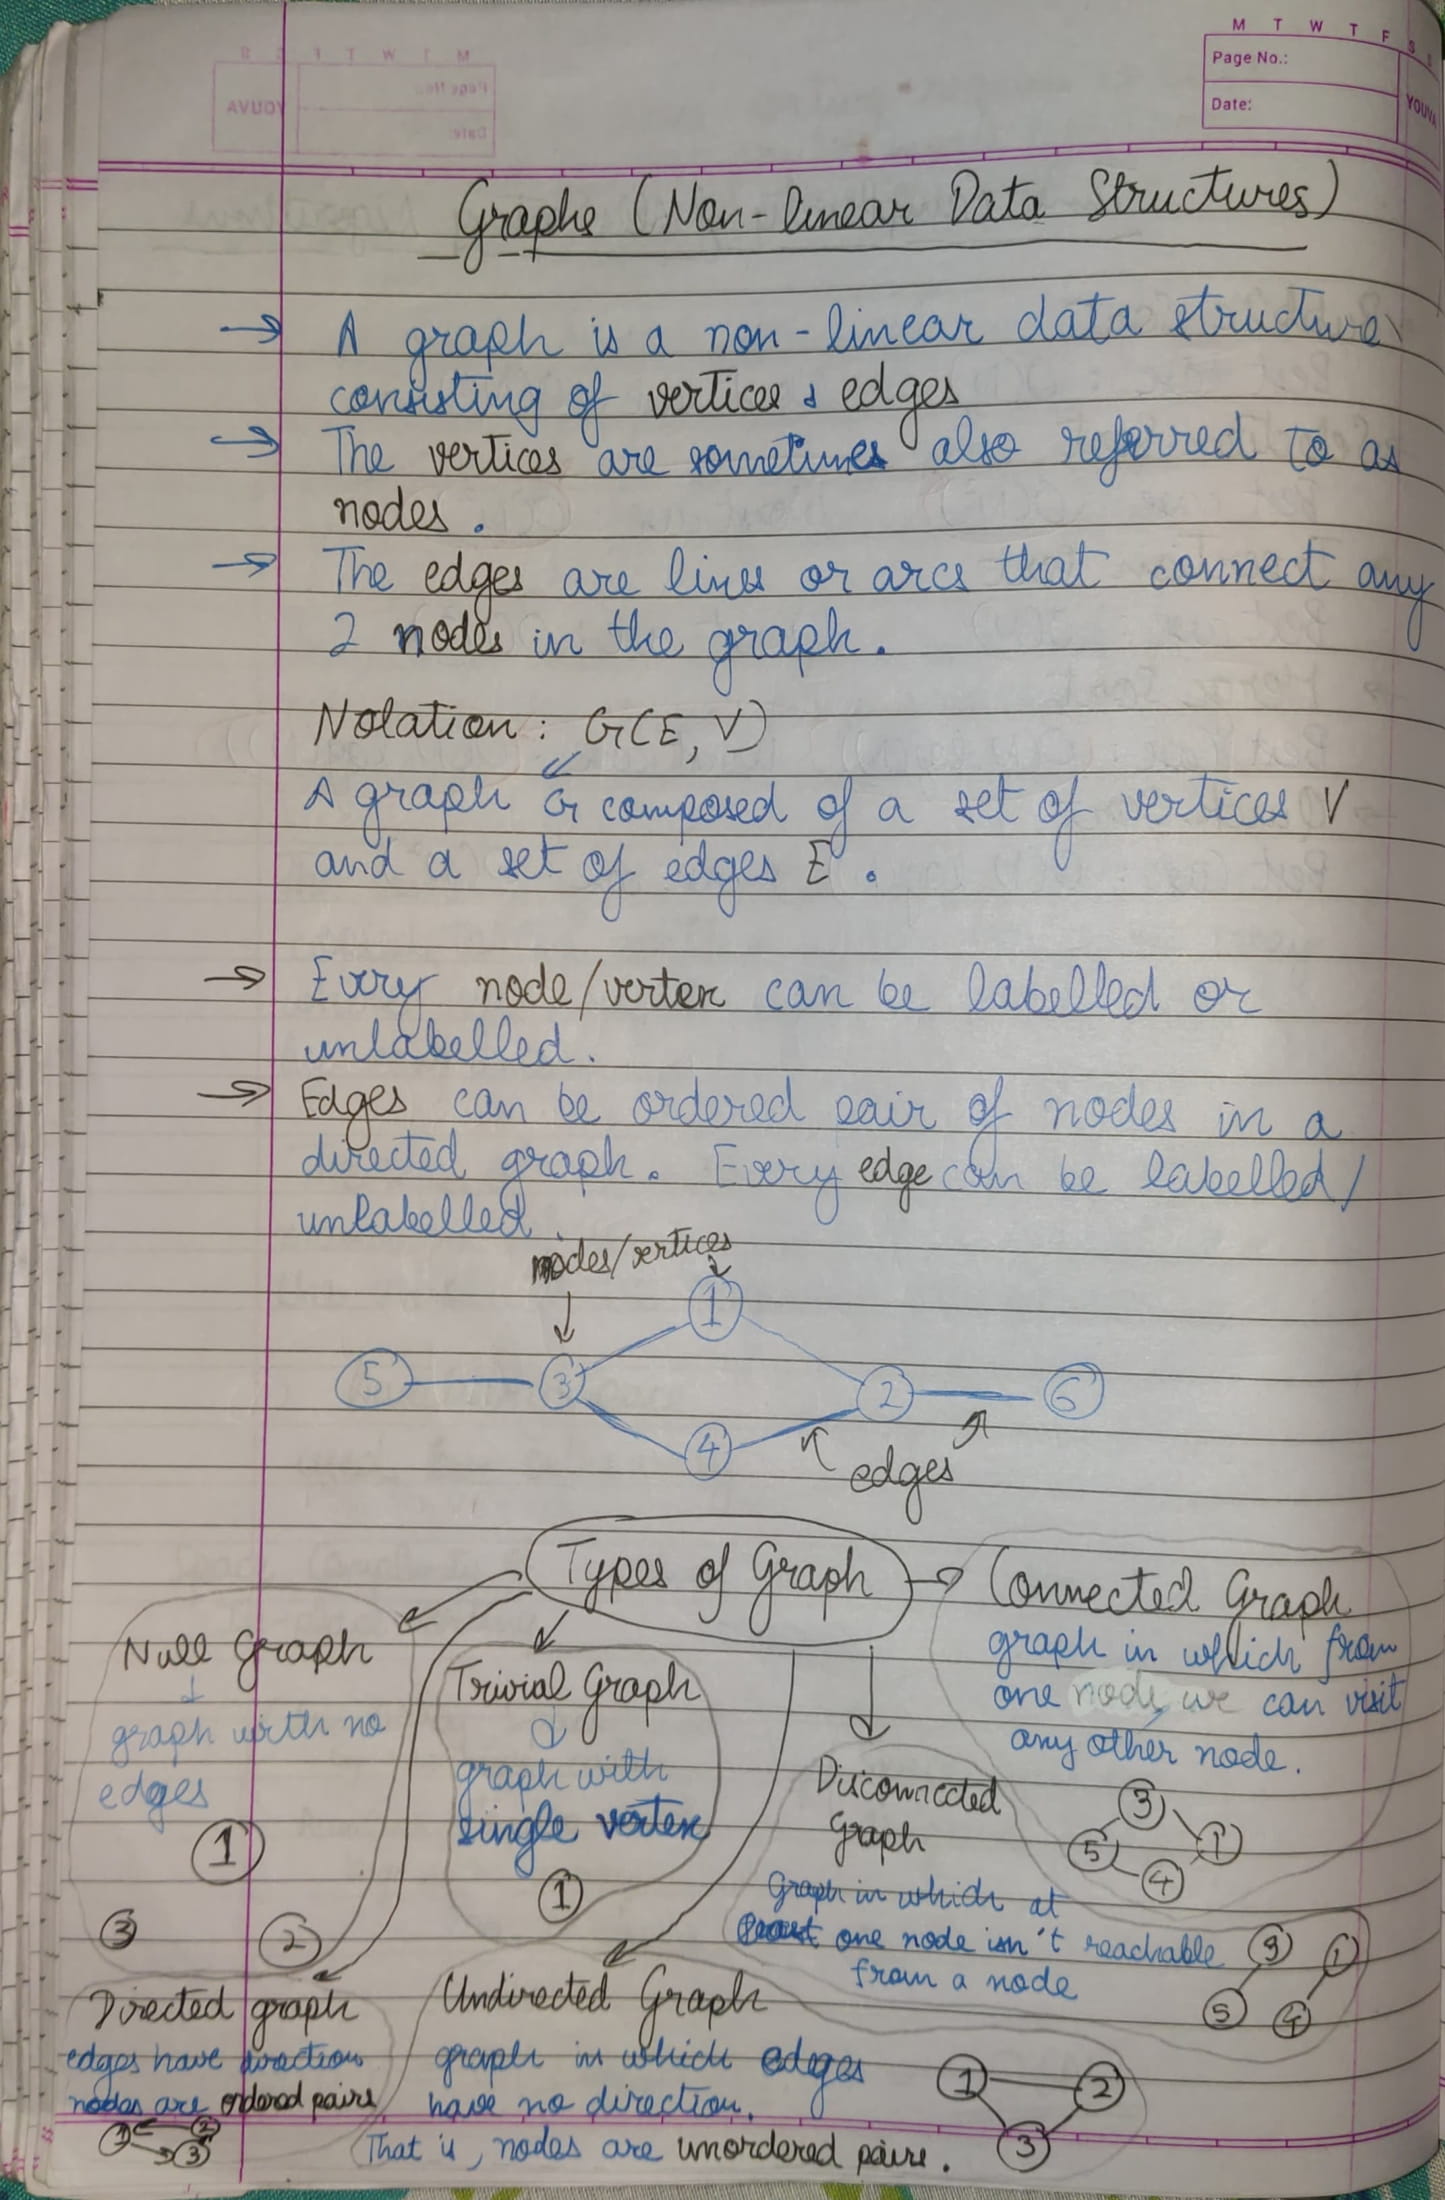 M T W T F S S
Page No.:
Date:
YOUVA
Graphs (Non-linear Data Structures)
→ A graph is a non-linear data structure
consisting of vertices & edges
→ The vertices are sometimes also referred to as
nodes.
→ The edges are lines or arcs that connect any
2 nodes in the graph.
Notation: G(E, V)
A graph G composed of a set of vertices V
and a set of edges E.
→ Every node/vertex can be labelled or
unlabelled.
→ Edges can be ordered pair of nodes in a
directed graph. Every edge can be labelled/
unlabelled.
nodes/vertices
1
5 3 2 6
4
edges
Types of Graph
Null Graph
graph with no
edges
1
3 2
Trivial Graph
graph with
single vertex
1
Connected Graph
graph in which from
one node we can visit
any other node.
3
5 1
4
Disconnected
Graph
Graph in which at
least one node isn't reachable
from a node
3 1
5 4
Directed graph
edges have direction
nodes are ordered pairs
1 2
3
Undirected Graph
graph in which edges
have no direction.
That is, nodes are unordered pairs.
1 2
3